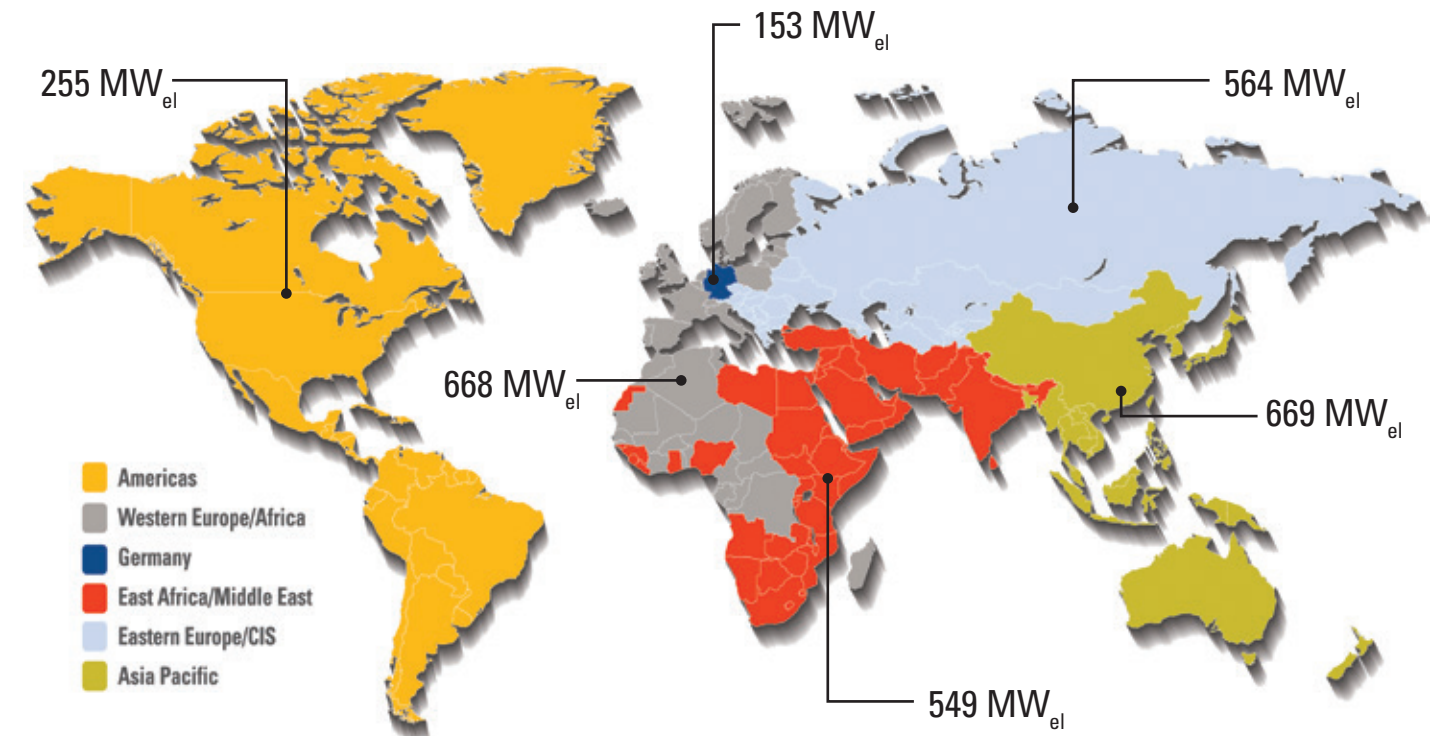 153 MWel
255 MWel
564 MWel
668 MWel
669 MWel
Americas
Western Europe/Africa
Germany
East Africa/Middle East
Eastern Europe/CIS
Asia Pacific
549 MWel